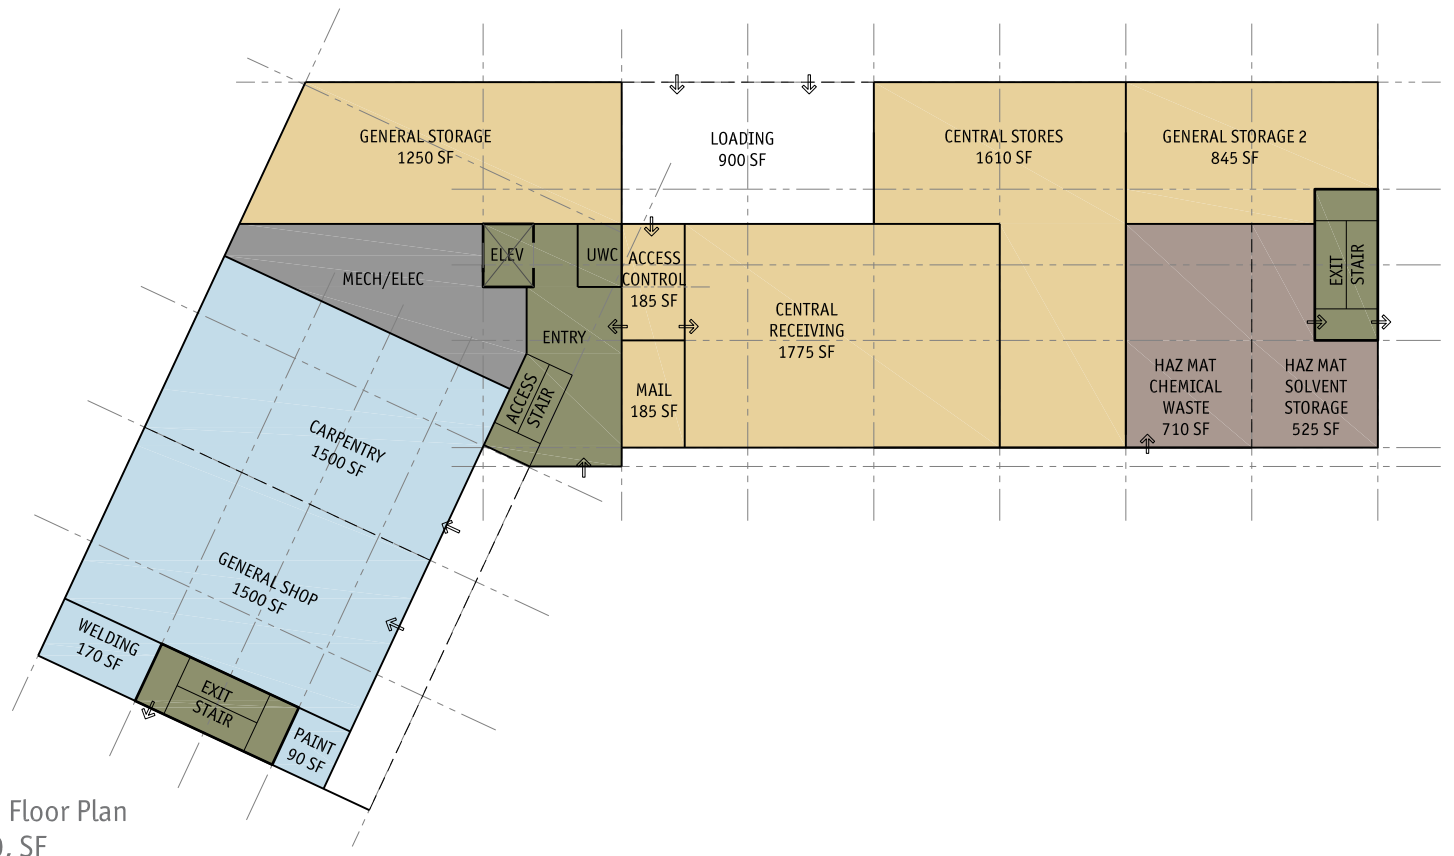 GENERAL STORAGE
1250 SF
LOADING
900 SF
CENTRAL STORES
1610 SF
GENERAL STORAGE 2
845 SF
ELEV
UWC
MECH/ELEC
ACCESS
CONTROL
185 SF
ENTRY
CENTRAL
RECEIVING
1775 SF
EXIT
STAIR
MAIL
185 SF
ACCESS
STAIR
HAZ MAT
CHEMICAL
WASTE
710 SF
HAZ MAT
SOLVENT
STORAGE
525 SF
CARPENTRY
1500 SF
GENERAL SHOP
1500 SF
WELDING
170 SF
EXIT
STAIR
PAINT
90 SF
Floor Plan
, SF